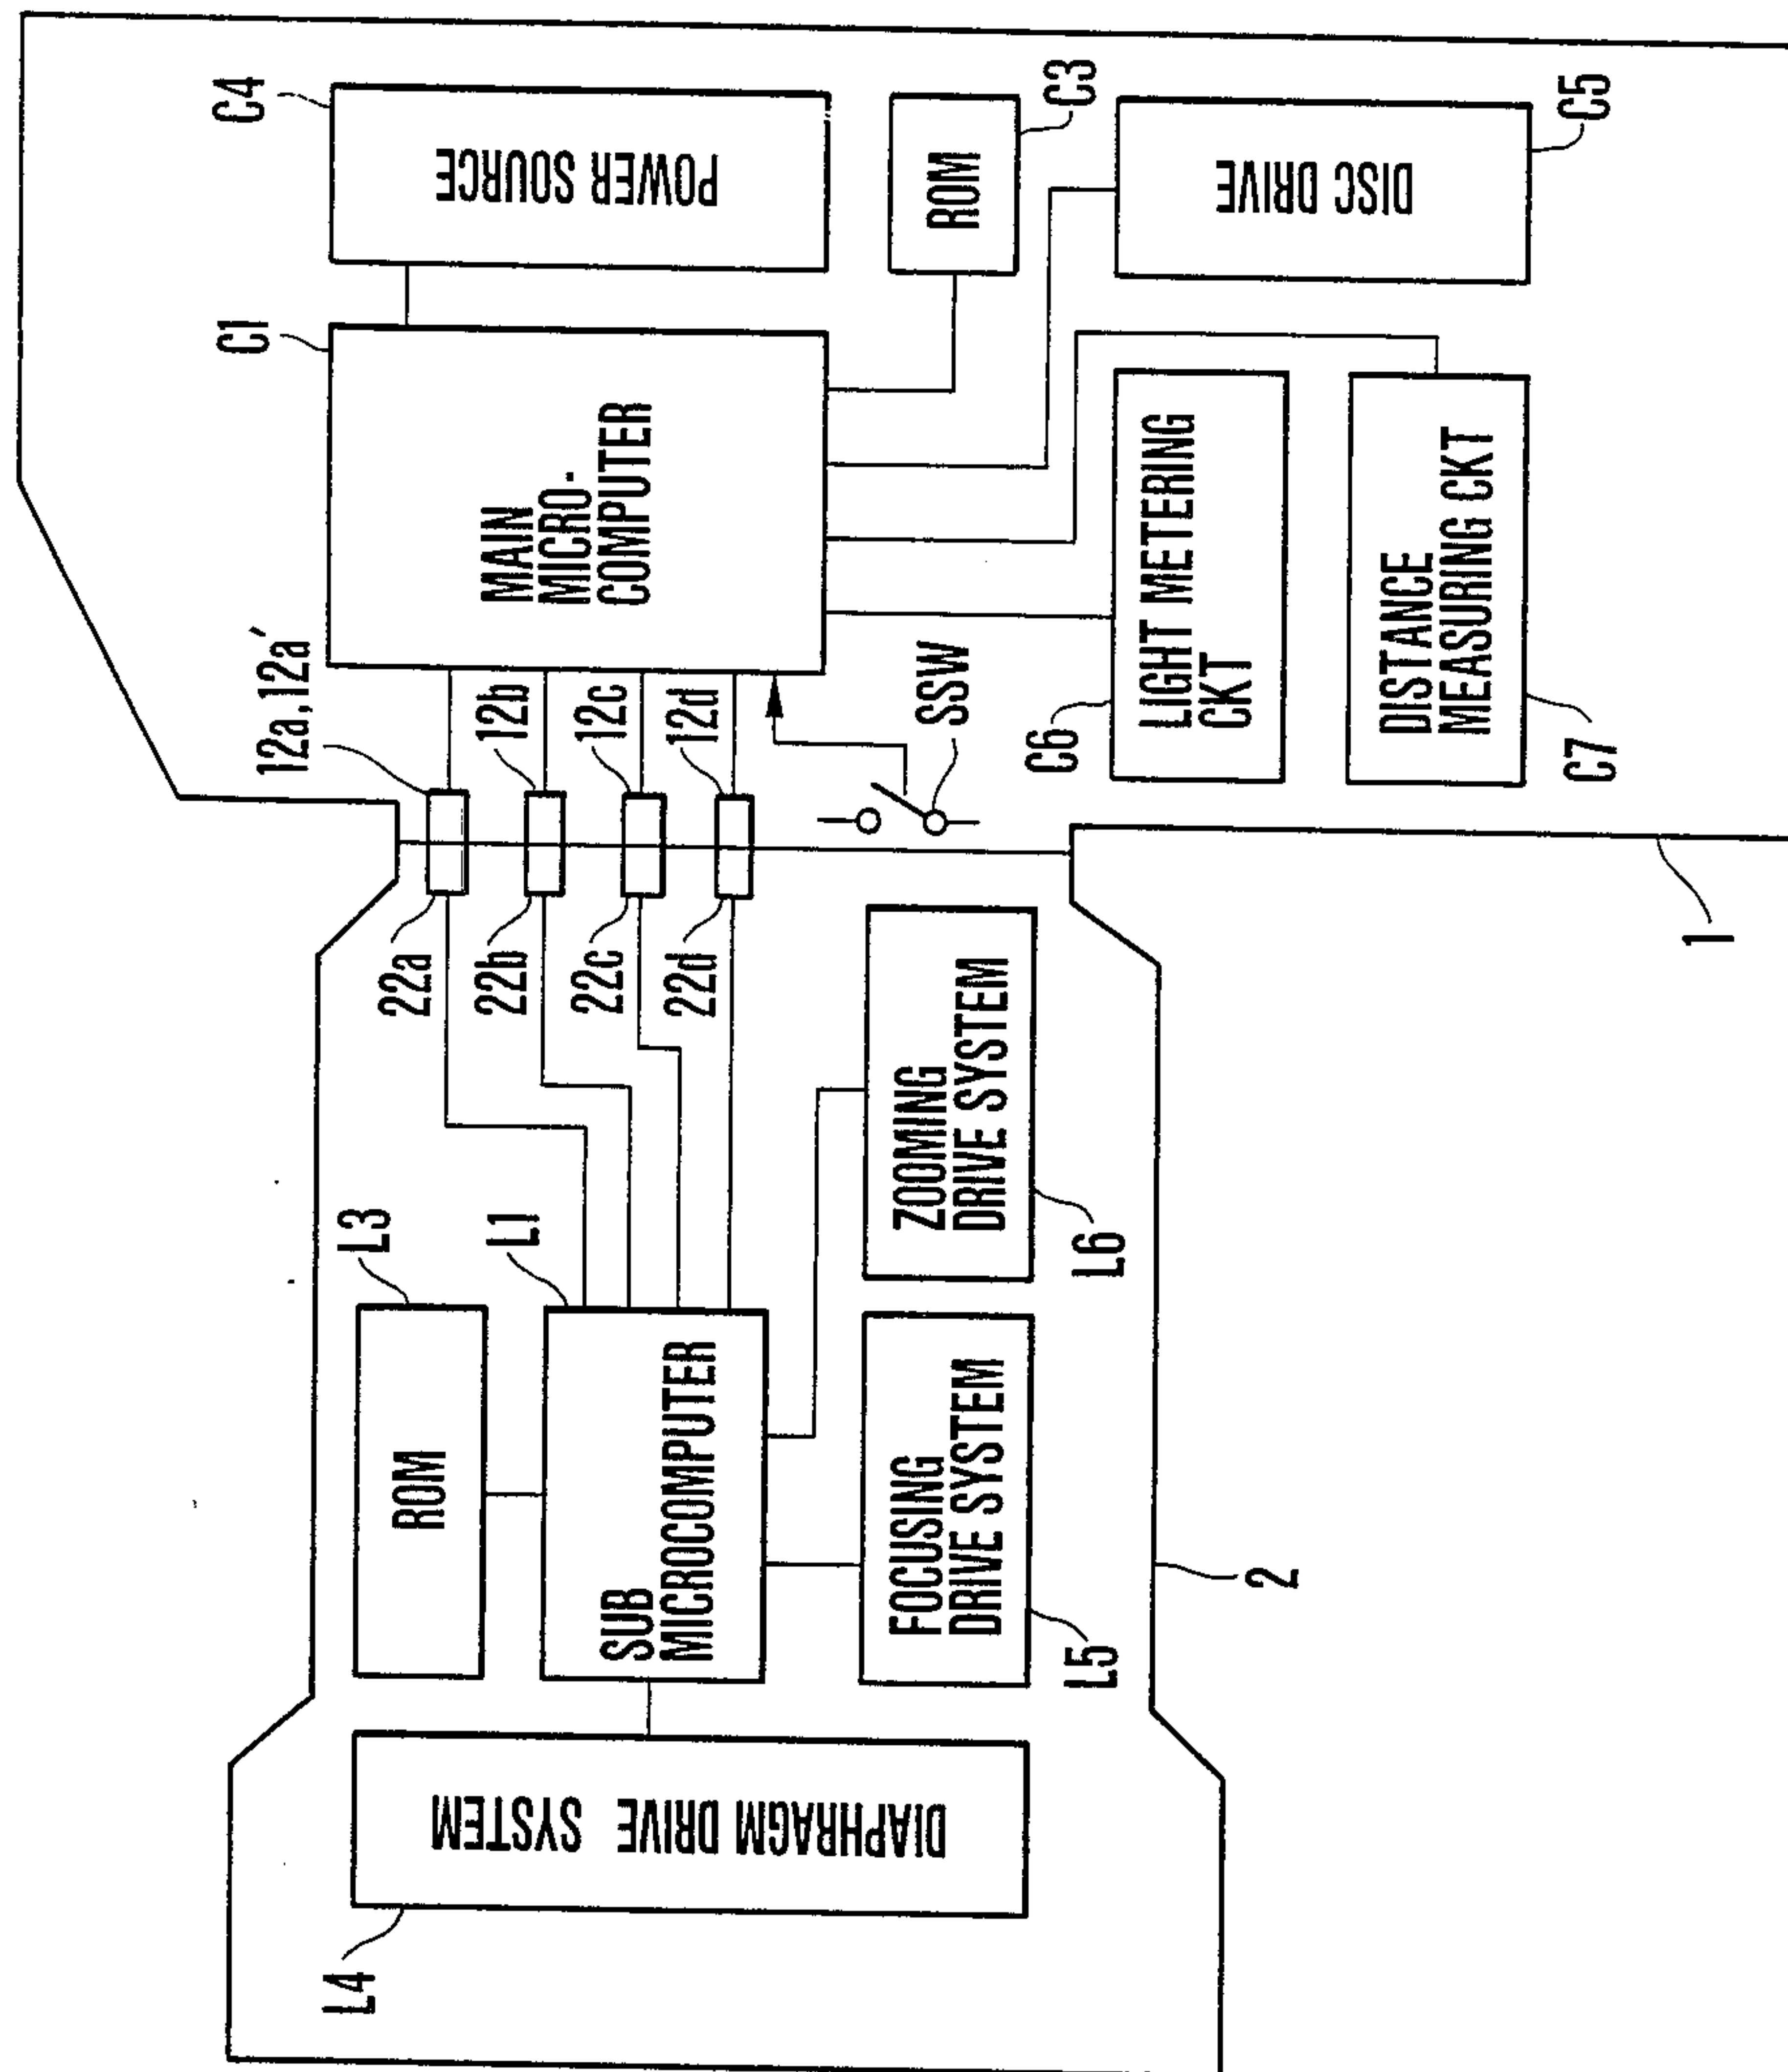 L4
DIAPHRAGM DRIVE SYSTEM
ROM
L3
SUB
MICROCOMPUTER
L1
FOCUSING
DRIVE SYSTEM
L5
ZOOMING
DRIVE SYSTEM
L6
2
22a
22b
22c
22d
12a,12a'
12b
12c
12d
SSW
C1
MAIN
MICRO-
COMPUTER
C4
POWER SOURCE
ROM
C3
DISC DRIVE
C5
C6
LIGHT METERING
CKT
DISTANCE
MEASURING CKT
C7
1